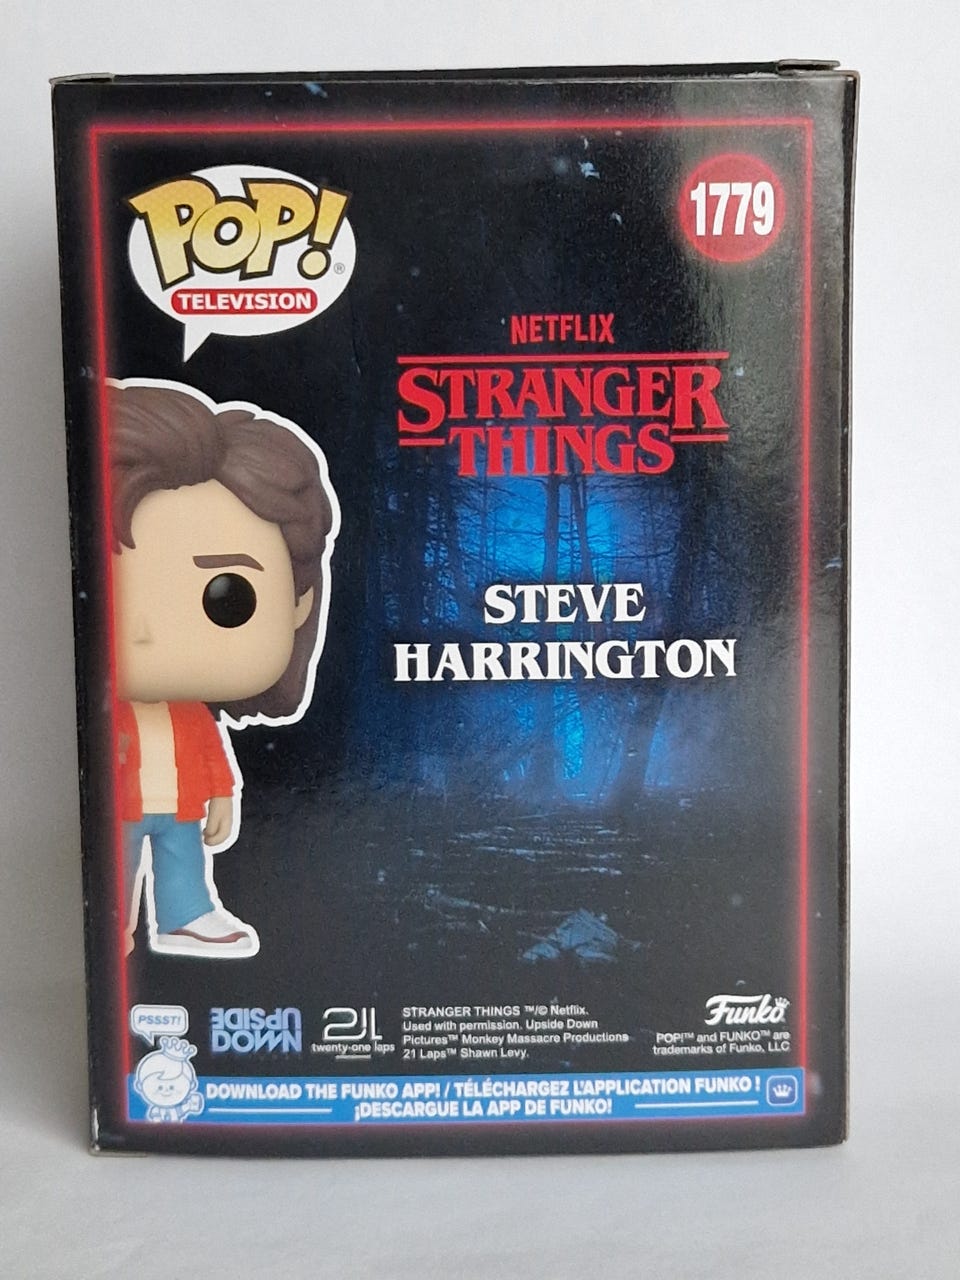 POP!®
TELEVISION
1779
NETFLIX
STRANGER
THINGS
STEVE
HARRINGTON
PSSST!
UPSIDE
DOWN
21L
twenty-one laps
STRANGER THINGS ™/© Netflix.
Used with permission. Upside Down
Pictures™ Monkey Massacre Productions
21 Laps™ Shawn Levy.
Funko
POP!™ and FUNKO™ are
trademarks of Funko, LLC
DOWNLOAD THE FUNKO APP! / TÉLÉCHARGEZ L'APPLICATION FUNKO !
¡DESCARGUE LA APP DE FUNKO!